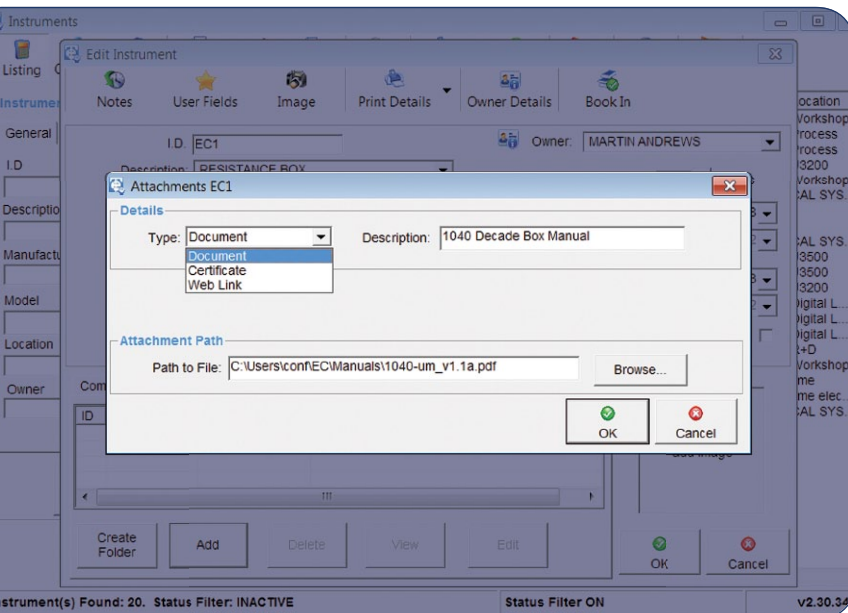 Instruments
Edit Instrument
Listing
Notes
User Fields
Image
Print Details
Owner Details
Book In
General
I.D. EC1
Owner: MARTIN ANDREWS
Description: RESISTANCE BOX
Attachments EC1
Details
Type: Document
Description: 1040 Decade Box Manual
Document
Certificate
Web Link
Attachment Path
Path to File: C:\Users\conf\EC\Manuals\1040-um_v1.1a.pdf
Browse...
OK
Cancel
I.D
Model
Location
Owner
ID
Create
Folder
Add
Delete
View
Edit
OK
Cancel
Workshop
3200
Workshop
CAL SYS.
CAL SYS.
3500
3500
3200
Digital L...
Digital L...
Digital L...
R+D
Workshop
me
me elec..
CAL SYS.
nstrument(s) Found: 20. Status Filter: INACTIVE
Status Filter ON
v2.30.34